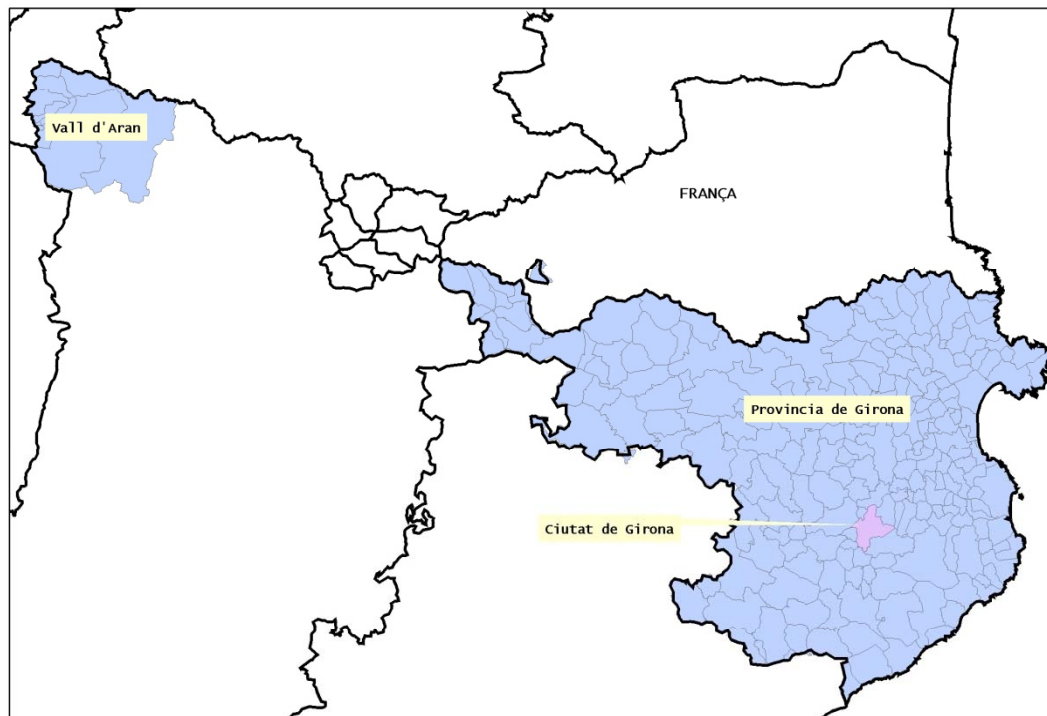 Vall d'Aran
FRANÇA
Provincia de Girona
Ciutat de Girona